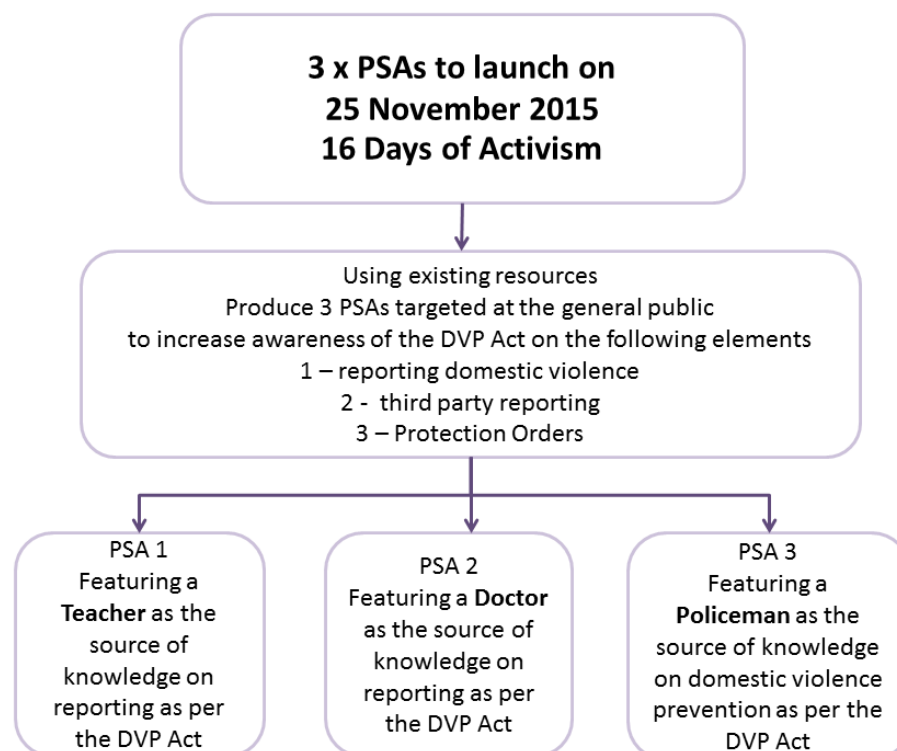 3 x PSAs to launch on
25 November 2015
16 Days of Activism
Using existing resources
Produce 3 PSAs targeted at the general public
to increase awareness of the DVP Act on the following elements
1 – reporting domestic violence
2 -  third party reporting
3 – Protection Orders
PSA 1
Featuring a
Teacher as the
source of
knowledge on
reporting as per
the DVP Act
PSA 2
Featuring a Doctor
as the source of
knowledge on
reporting as per
the DVP Act
PSA 3
Featuring a
Policeman as the
source of knowledge
on domestic violence
prevention as per the
DVP Act